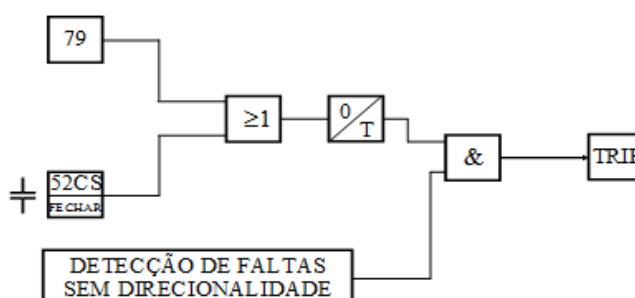 79
≥1
0
T
&
TRIP
52CS
FECHAR
DETECÇÃO DE FALTAS
SEM DIRECIONALIDADE